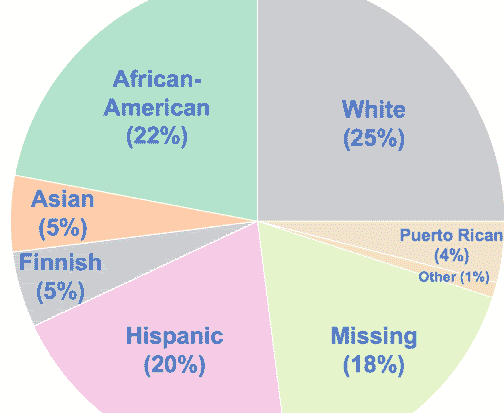 African-
American
(22%)
White
(25%)
Asian
(5%)
Puerto Rican
(4%)
Finnish
(5%)
Other (1%)
Hispanic
(20%)
Missing
(18%)